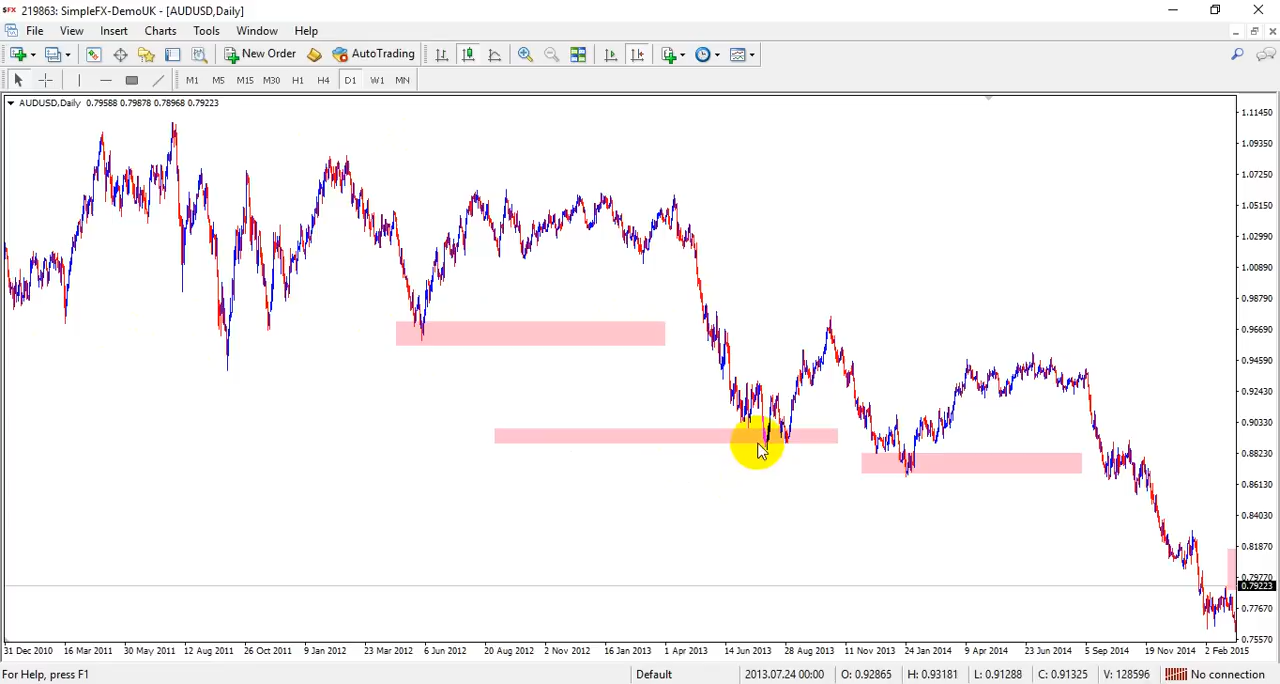 219863: SimpleFX-DemoUK - [AUDUSD,Daily]
File View Insert Charts Tools Window Help
New Order AutoTrading
M1 M5 M15 M30 H1 H4 D1 W1 MN
AUDUSD,Daily 0.79588 0.79878 0.78968 0.79223
1.11450
1.09350
1.07250
1.05150
1.02990
1.00890
0.98790
0.96690
0.94590
0.92430
0.90330
0.88230
0.86130
0.84030
0.81870
0.79770
0.79223
0.77670
0.75570
31 Dec 2010 16 Mar 2011 30 May 2011 12 Aug 2011 26 Oct 2011 9 Jan 2012 23 Mar 2012 6 Jun 2012 20 Aug 2012 2 Nov 2012 16 Jan 2013 1 Apr 2013 14 Jun 2013 28 Aug 2013 11 Nov 2013 24 Jan 2014 9 Apr 2014 23 Jun 2014 5 Sep 2014 19 Nov 2014 2 Feb 2015
For Help, press F1 Default 2013.07.24 00:00 O: 0.92865 H: 0.93181 L: 0.91288 C: 0.91325 V: 128596 No connection